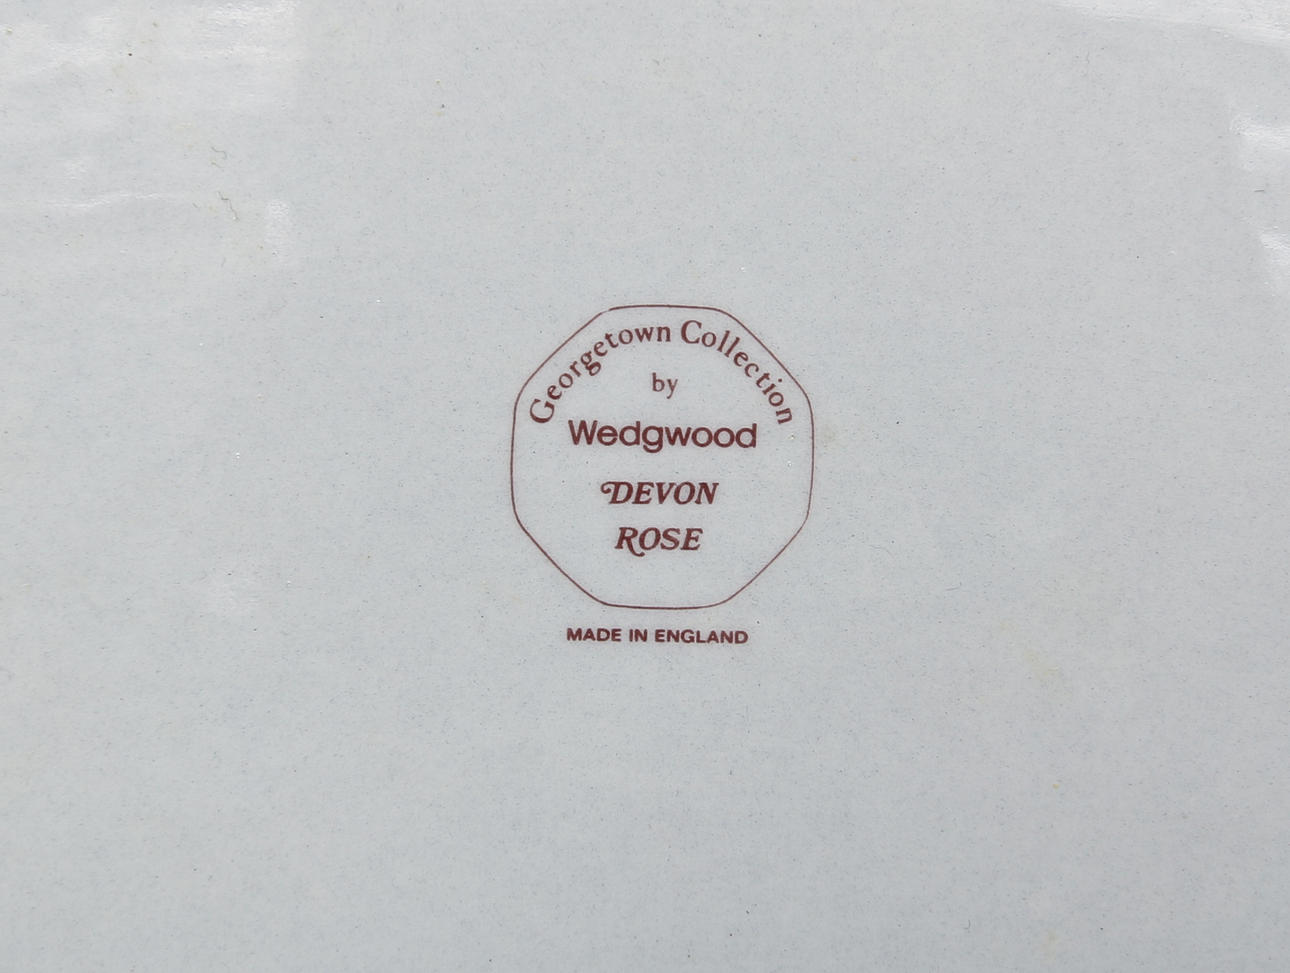 Georgetown Collection
by
Wedgwood
DEVON
ROSE
MADE IN ENGLAND